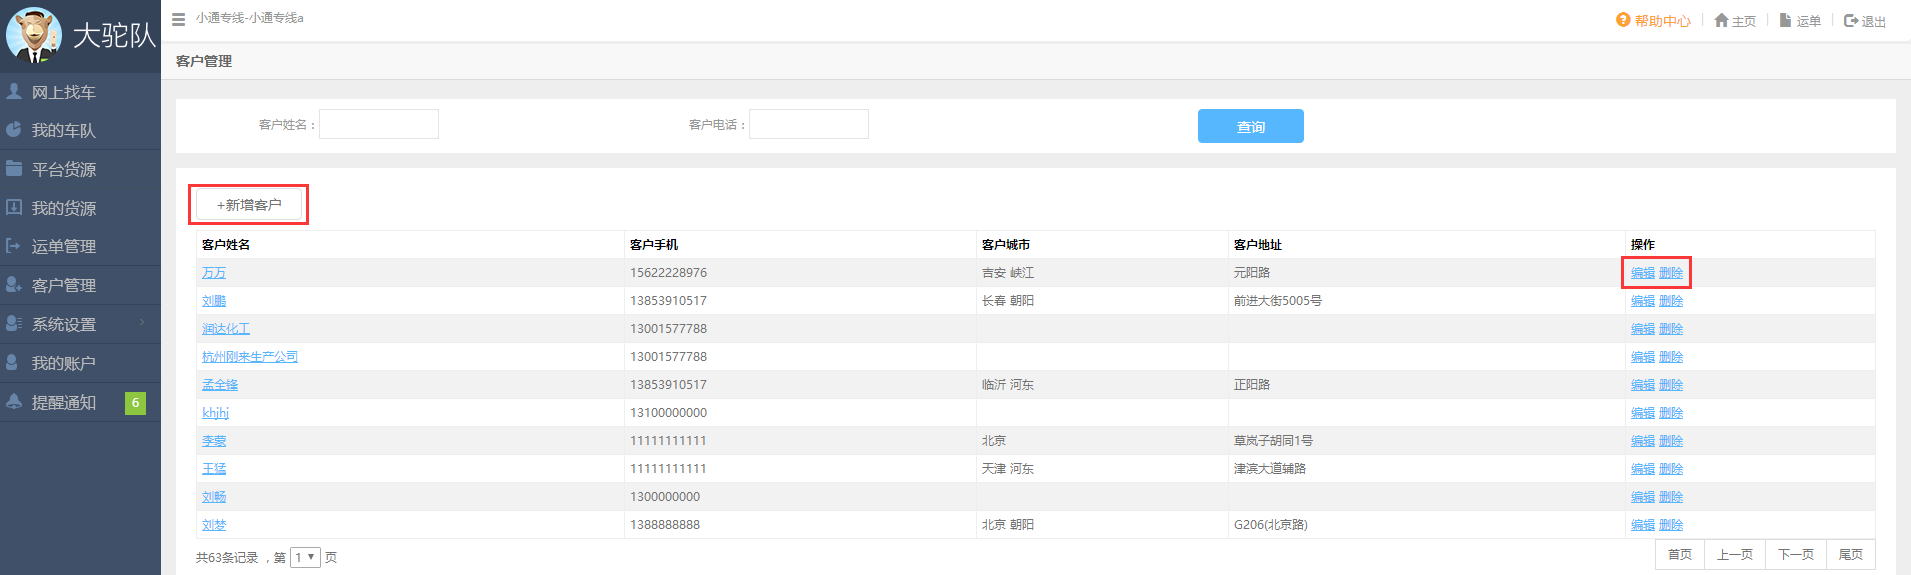 大驼队
小通专线-小通专线a
帮助中心 主页 运单 退出
客户管理
网上找车
我的车队
平台货源
我的货源
运单管理
客户管理
系统设置
我的账户
提醒通知 6
客户姓名： 客户电话： 查询
+新增客户
客户姓名 客户手机 客户城市 客户地址 操作
万万 15622228976 吉安 峡江 元阳路 编辑 删除
刘鹏 13853910517 长春 朝阳 前进大街5005号 编辑 删除
润达化工 13001577788 编辑 删除
杭州刚来生产公司 13001577788 编辑 删除
孟全锋 13853910517 临沂 河东 正阳路 编辑 删除
khjhj 13100000000 编辑 删除
李蒙 11111111111 北京 草岚子胡同1号 编辑 删除
王猛 11111111111 天津 河东 津滨大道辅路 编辑 删除
刘畅 1300000000 编辑 删除
刘梦 1388888888 北京 朝阳 G206(北京路) 编辑 删除
共63条记录 ，第 1 页 首页 上一页 下一页 尾页